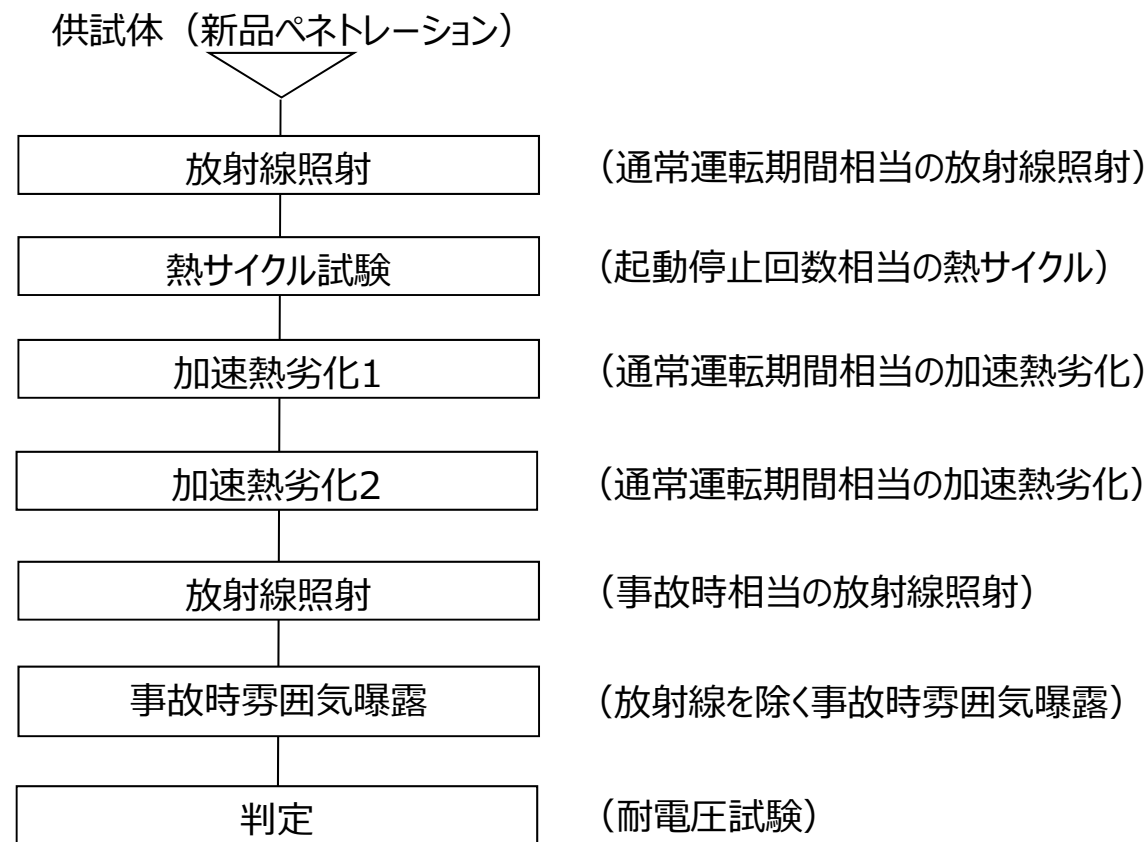 供試体（新品ペネトレーション）
放射線照射 （通常運転期間相当の放射線照射）
熱サイクル試験 （起動停止回数相当の熱サイクル）
加速熱劣化1 （通常運転期間相当の加速熱劣化）
加速熱劣化2 （通常運転期間相当の加速熱劣化）
放射線照射 （事故時相当の放射線照射）
事故時雰囲気曝露 （放射線を除く事故時雰囲気曝露）
判定 （耐電圧試験）